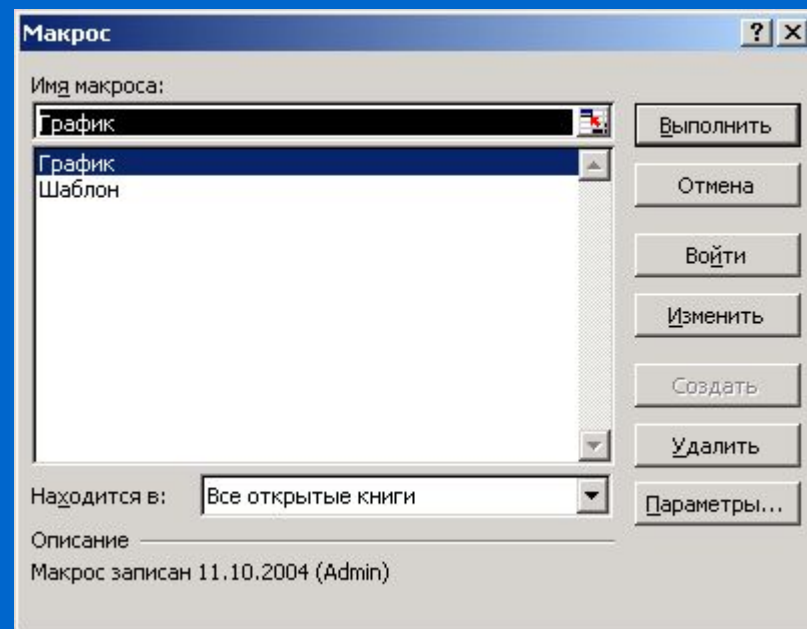 Макрос
Имя макроса:
График
График
Шаблон
Находится в: Все открытые книги
Описание
Макрос записан 11.10.2004 (Admin)
Выполнить
Отмена
Войти
Изменить
Создать
Удалить
Параметры...